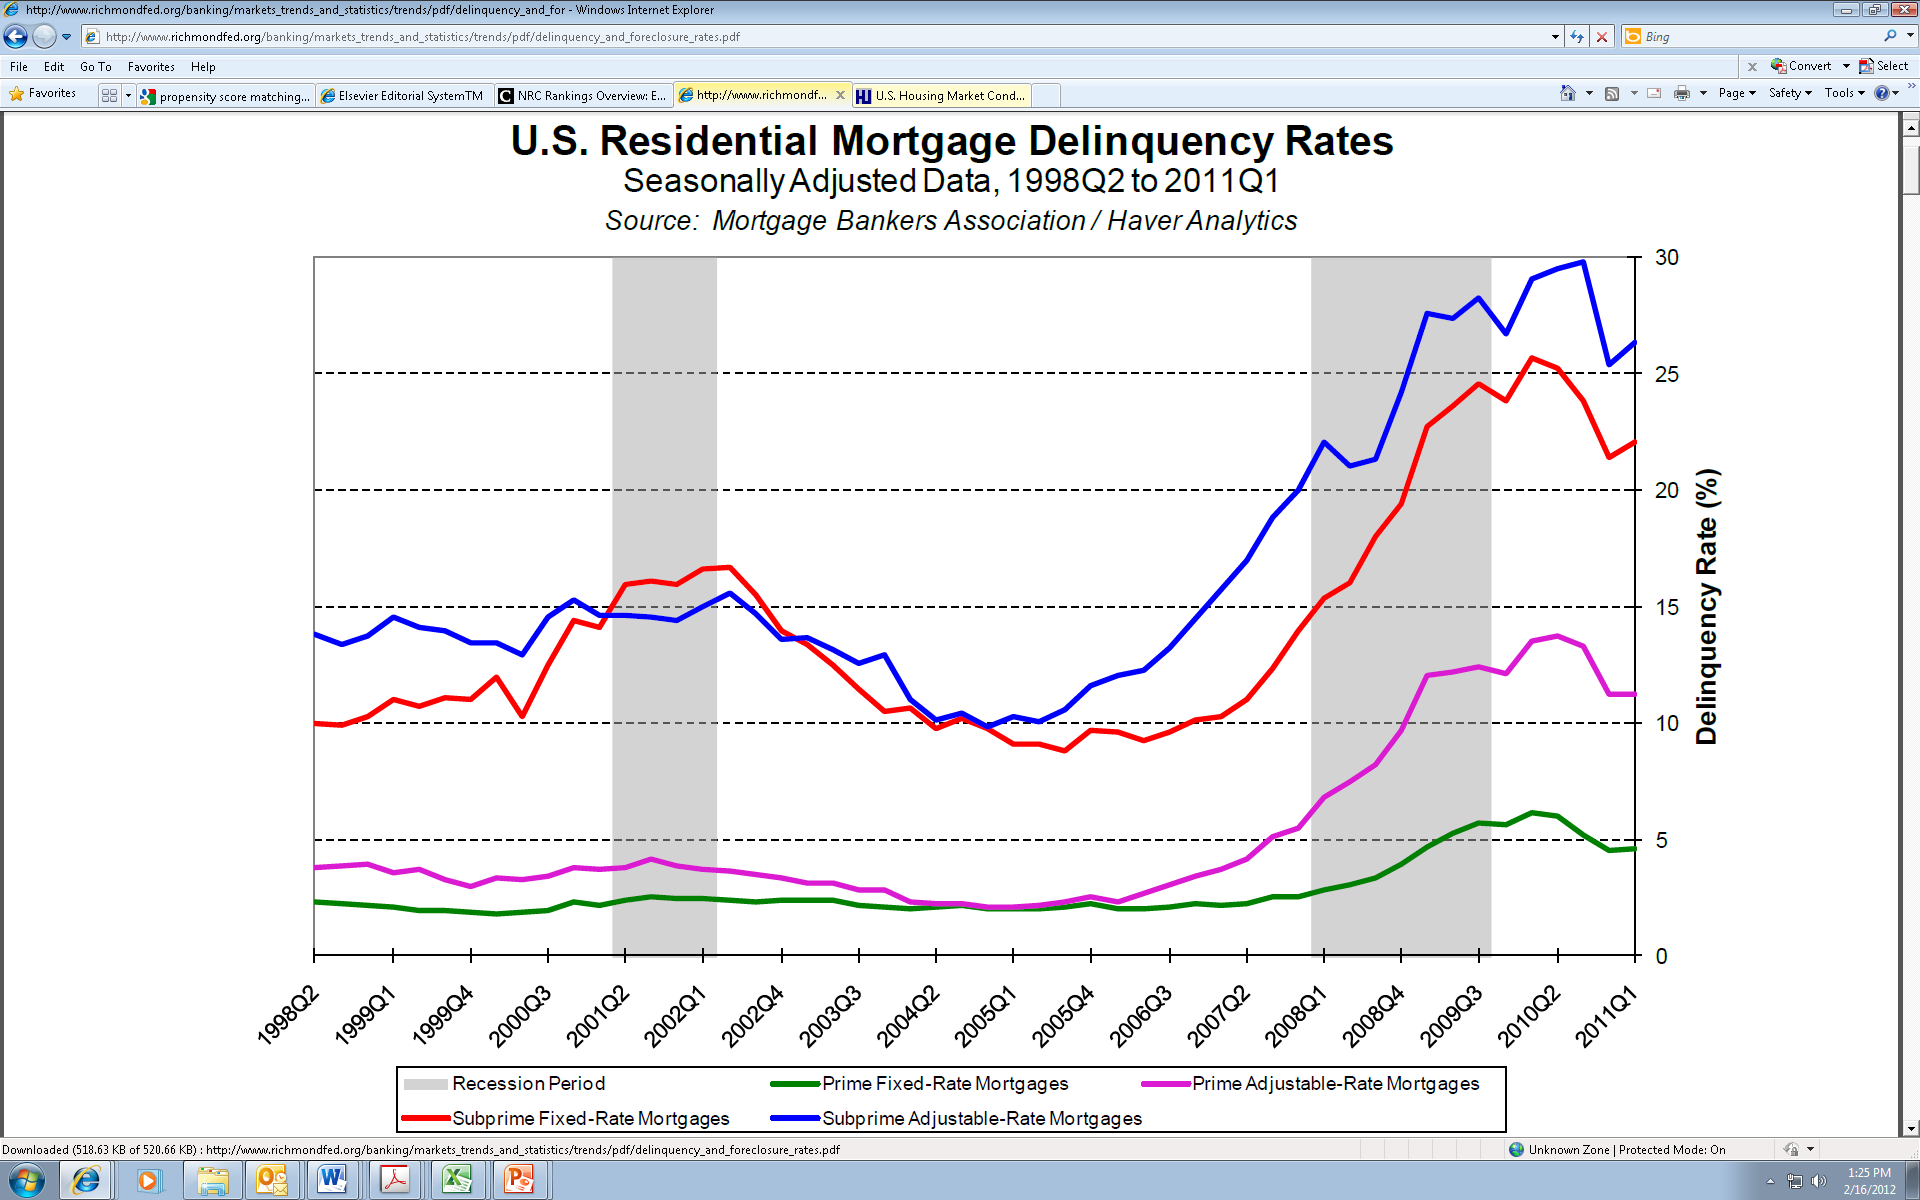 http://www.richmondfed.org/banking/markets_trends_and_statistics/trends/pdf/delinquency_and_for - Windows Internet Explorer
http://www.richmondfed.org/banking/markets_trends_and_statistics/trends/pdf/delinquency_and_foreclosure_rates.pdf
Bing
File Edit Go To Favorites Help
Convert Select
Favorites
propensity score matching...
Elsevier Editorial SystemTM
NRC Rankings Overview: E...
http://www.richmondf...
U.S. Housing Market Cond...
Page Safety Tools
U.S. Residential Mortgage Delinquency Rates
Seasonally Adjusted Data, 1998Q2 to 2011Q1
Source: Mortgage Bankers Association / Haver Analytics
30
25
20
15
10
5
0
Delinquency Rate (%)
1998Q2
1999Q1
1999Q4
2000Q3
2001Q2
2002Q1
2002Q4
2003Q3
2004Q2
2005Q1
2005Q4
2006Q3
2007Q2
2008Q1
2008Q4
2009Q3
2010Q2
2011Q1
Recession Period
Prime Fixed-Rate Mortgages
Prime Adjustable-Rate Mortgages
Subprime Fixed-Rate Mortgages
Subprime Adjustable-Rate Mortgages
Downloaded (518.63 KB of 520.66 KB) : http://www.richmondfed.org/banking/markets_trends_and_statistics/trends/pdf/delinquency_and_foreclosure_rates.pdf
Unknown Zone | Protected Mode: On
1:25 PM
2/16/2012